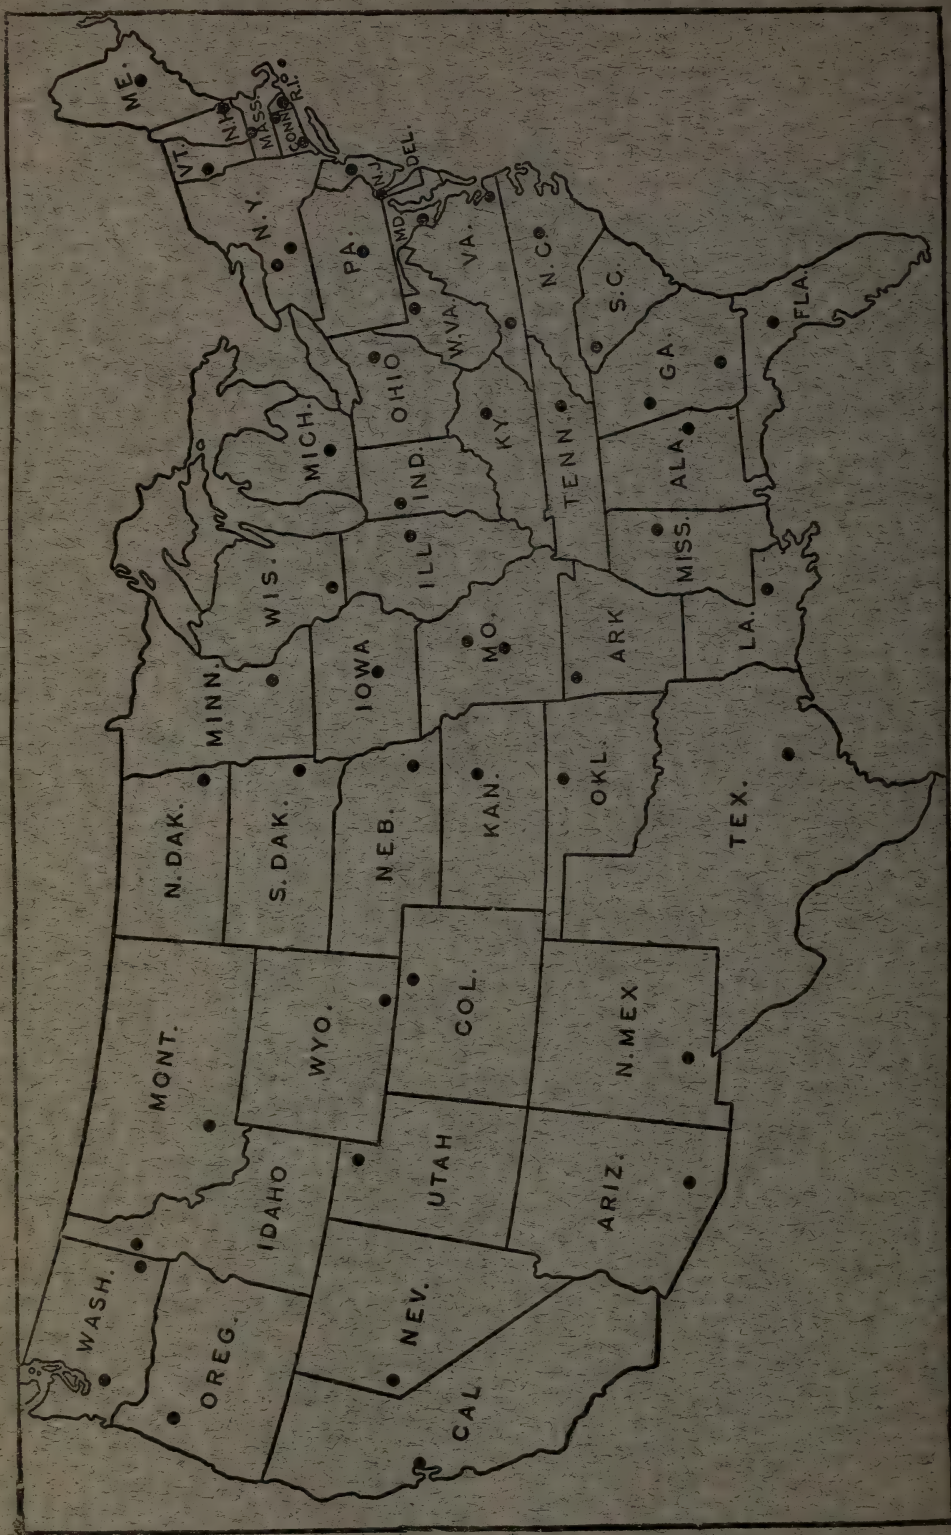 WASH.
OREG.
CAL
NEV.
IDAHO
MONT.
WYO.
UTAH
ARIZ.
COL.
N.MEX
N.DAK.
S.DAK.
NEB.
KAN.
OKL.
TEX.
MINN.
IOWA
MO.
ARK
LA.
WIS.
ILL
MICH.
IND.
OHIO
KY.
TENN.
MISS.
ALA
GA.
FLA.
S.C.
N.C
VA.
W.VA.
MD.
DEL.
N.J
PA.
N.Y.
VT.
N.H
ME.
MASS.
CONN
R.I.